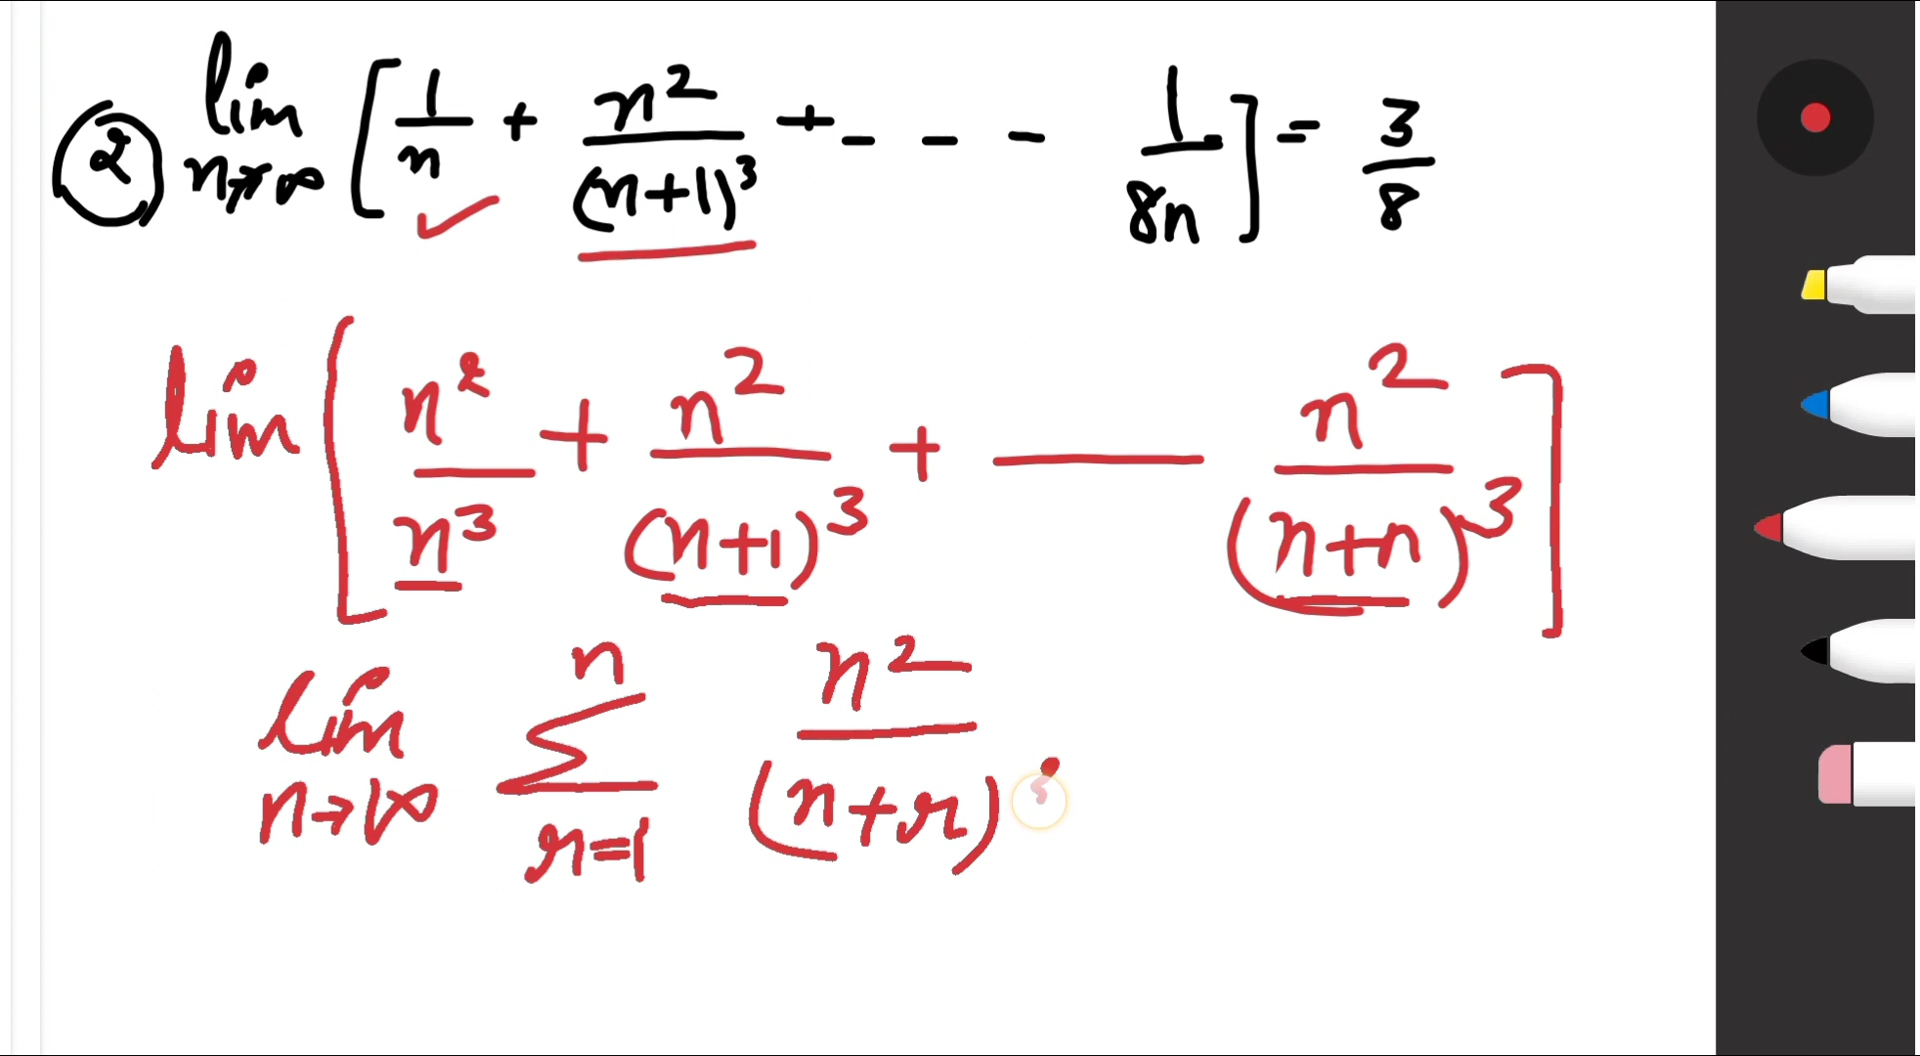 ② lim n→∞ [ 1/n + n²/(n+1)³ + - - - 1/8n ] = 3/8
lim [ n²/n³ + n²/(n+1)³ + —— n²/(n+n)³ ]
lim n→∞ Σ n r=1 n²/(n+r)